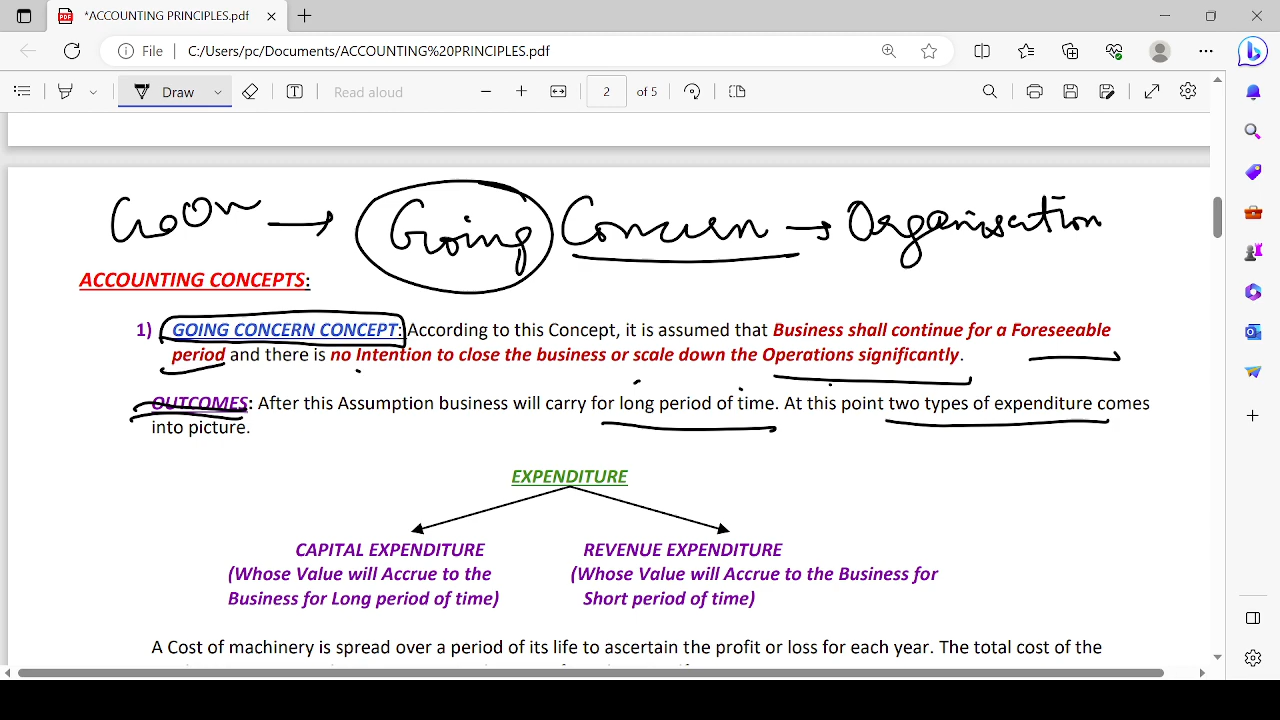 *ACCOUNTING PRINCIPLES.pdf
File C:/Users/pc/Documents/ACCOUNTING%20PRINCIPLES.pdf
Draw Read aloud 2 of 5
Going Concern → Organisation
ACCOUNTING CONCEPTS:
1) GOING CONCERN CONCEPT: According to this Concept, it is assumed that Business shall continue for a Foreseeable
period and there is no Intention to close the business or scale down the Operations significantly.
OUTCOMES: After this Assumption business will carry for long period of time. At this point two types of expenditure comes
into picture.
EXPENDITURE
CAPITAL EXPENDITURE
(Whose Value will Accrue to the
Business for Long period of time)
REVENUE EXPENDITURE
(Whose Value will Accrue to the Business for
Short period of time)
A Cost of machinery is spread over a period of its life to ascertain the profit or loss for each year. The total cost of the